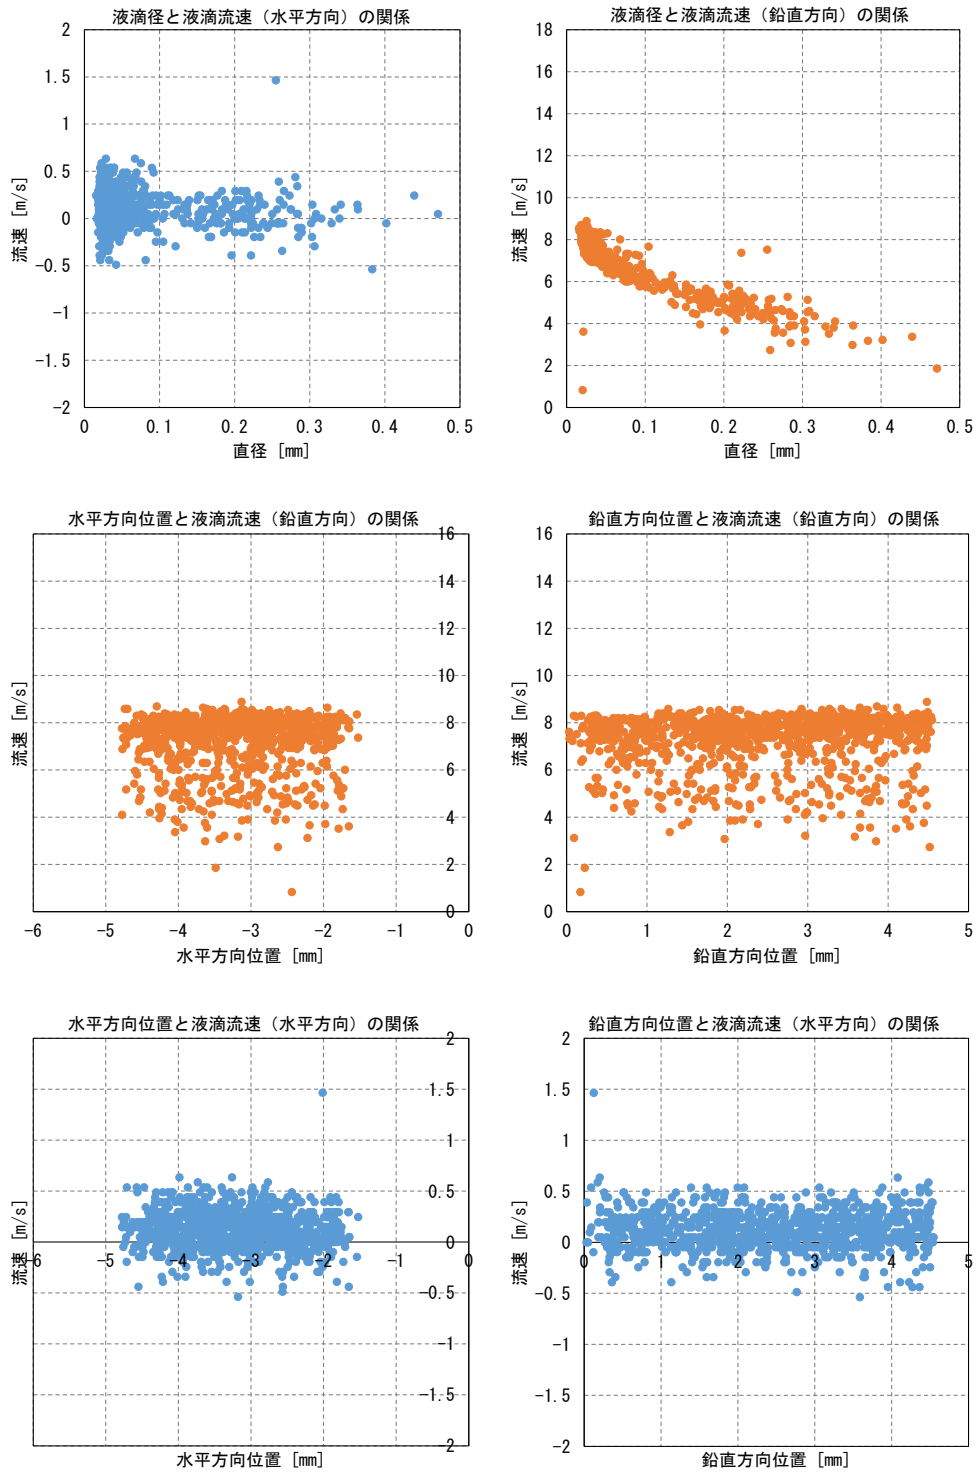 液滴径と液滴流速（水平方向）の関係
2
1.5
1
0.5
0
-0.5
-1
-1.5
-2
流速 [m/s]
0 0.1 0.2 0.3 0.4 0.5
直径 [mm]
液滴径と液滴流速（鉛直方向）の関係
18
16
14
12
10
8
6
4
2
0
流速 [m/s]
0 0.1 0.2 0.3 0.4 0.5
直径 [mm]
水平方向位置と液滴流速（鉛直方向）の関係
16
14
12
10
8
6
4
2
0
流速 [m/s]
-6 -5 -4 -3 -2 -1 0
水平方向位置 [mm]
鉛直方向位置と液滴流速（鉛直方向）の関係
16
14
12
10
8
6
4
2
0
流速 [m/s]
0 1 2 3 4 5
鉛直方向位置 [mm]
水平方向位置と液滴流速（水平方向）の関係
2
1.5
1
0.5
0
-0.5
-1
-1.5
-2
流速 [m/s]
-6 -5 -4 -3 -2 -1 0
水平方向位置 [mm]
鉛直方向位置と液滴流速（水平方向）の関係
2
1.5
1
0.5
0
-0.5
-1
-1.5
-2
流速 [m/s]
0 1 2 3 4 5
鉛直方向位置 [mm]